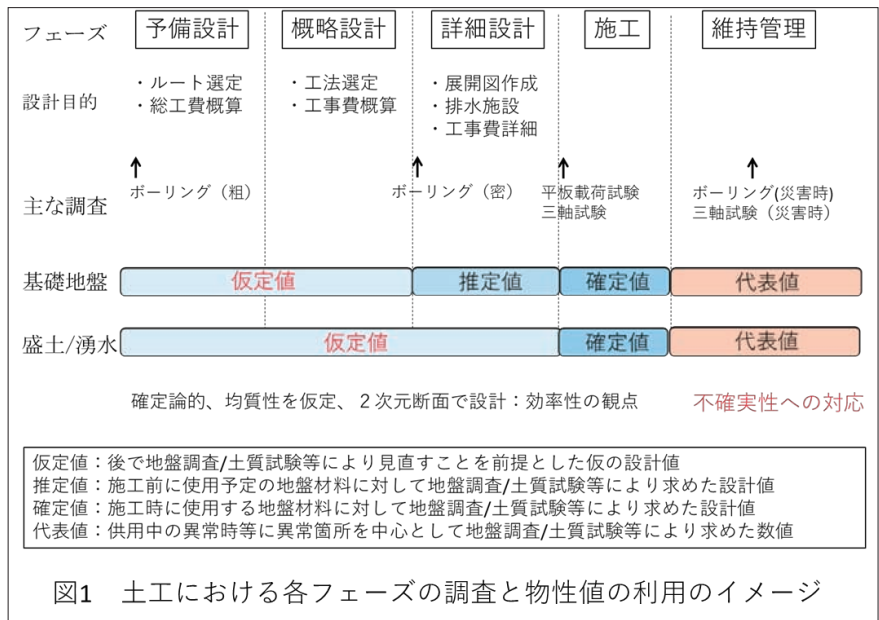 フェーズ 予備設計 概略設計 詳細設計 施工 維持管理
設計目的
・ルート選定
・総工費概算
・工法選定
・工事費概算
・展開図作成
・排水施設
・工事費詳細
主な調査
ボーリング（粗）
ボーリング（密）
平板載荷試験
三軸試験
ボーリング(災害時)
三軸試験（災害時）
基礎地盤 仮定値 推定値 確定値 代表値
盛土/湧水 仮定値 確定値 代表値
確定論的、均質性を仮定、２次元断面で設計：効率性の観点
不確実性への対応
仮定値：後で地盤調査/土質試験等により見直すことを前提とした仮の設計値
推定値：施工前に使用予定の地盤材料に対して地盤調査/土質試験等により求めた設計値
確定値：施工時に使用する地盤材料に対して地盤調査/土質試験等により求めた設計値
代表値：供用中の異常時等に異常箇所を中心として地盤調査/土質試験等により求めた数値
図1　土工における各フェーズの調査と物性値の利用のイメージ